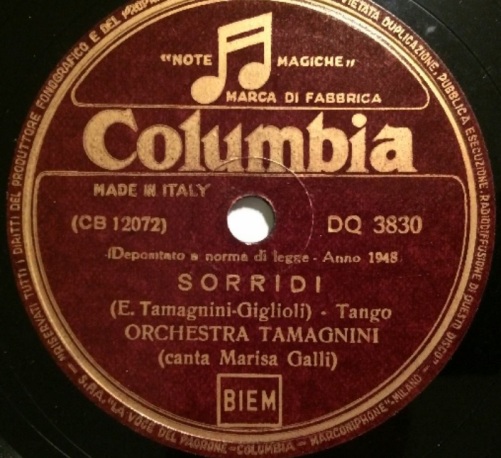 "NOTE MAGICHE"
MARCA DI FABBRICA
Columbia
MADE IN ITALY
(CB 12072) DQ 3830
(Depositato a norma di legge - Anno 1948
SORRIDI
(E. Tamagnini-Giglioli) - Tango
ORCHESTRA TAMAGNINI
(canta Marisa Galli)
BIEM
RISERVATI TUTTI I DIRITTI DEL PRODUTTORE FONOGRAFICO E DEL
VIETATA DUPLICAZIONE, PUBBLICA ESECUZIONE, RADIODIFFUSIONE DI QUESTO DISCO"
S.p.A. "LA VOCE DEL PADRONE-COLUMBIA-MARCONIPHONE"-MILANO